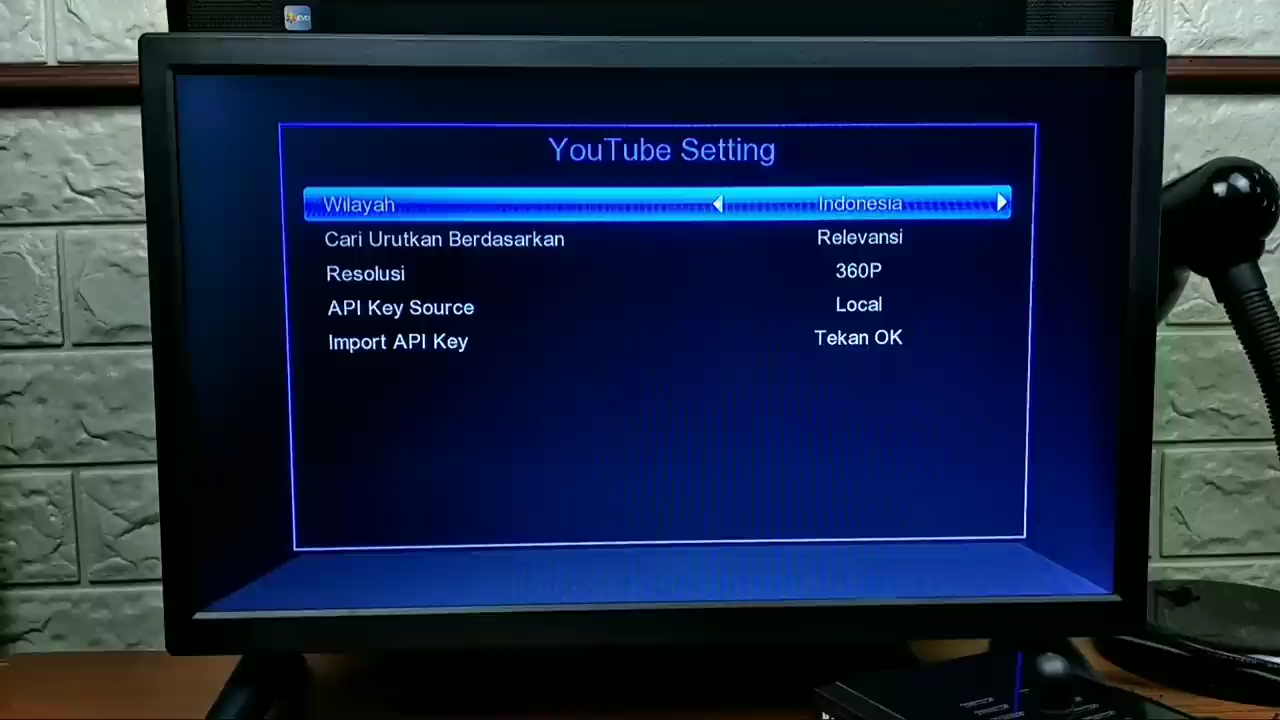 YouTube Setting
Wilayah Indonesia
Cari Urutkan Berdasarkan Relevansi
Resolusi 360P
API Key Source Local
Import API Key Tekan OK